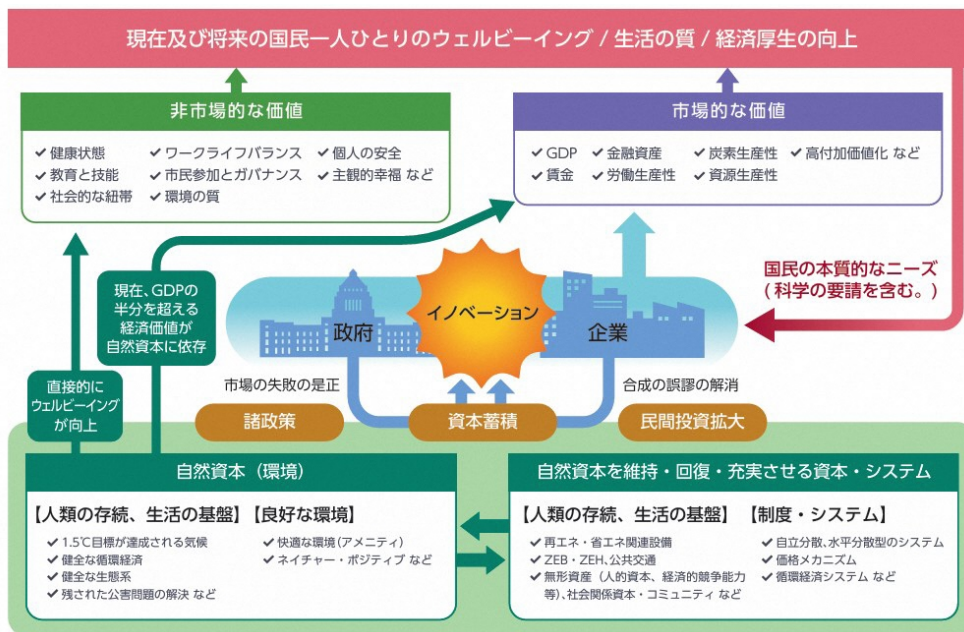 現在及び将来の国民一人ひとりのウェルビーイング / 生活の質 / 経済厚生の向上
非市場的な価値
✓ 健康状態
✓ 教育と技能
✓ 社会的な紐帯
✓ ワークライフバランス
✓ 市民参加とガバナンス
✓ 環境の質
✓ 個人の安全
✓ 主観的幸福 など
市場的な価値
✓ GDP
✓ 賃金
✓ 金融資産
✓ 労働生産性
✓ 炭素生産性
✓ 資源生産性
✓ 高付加価値化 など
国民の本質的なニーズ
( 科学の要請を含む。)
現在、GDPの
半分を超える
経済価値が
自然資本に依存
直接的に
ウェルビーイング
が向上
政府
イノベーション
企業
市場の失敗の是正
合成の誤謬の解消
諸政策
資本蓄積
民間投資拡大
自然資本（環境）
【人類の存続、生活の基盤】
✓ 1.5℃目標が達成される気候
✓ 健全な循環経済
✓ 健全な生態系
✓ 残された公害問題の解決 など
【良好な環境】
✓ 快適な環境(アメニティ)
✓ ネイチャー・ポジティブ など
自然資本を維持・回復・充実させる資本・システム
【人類の存続、生活の基盤】
✓ 再エネ・省エネ関連設備
✓ ZEB・ZEH、公共交通
✓ 無形資産（人的資本、経済的競争能力
等）、社会関係資本・コミュニティ など
【制度・システム】
✓ 自立分散、水平分散型のシステム
✓ 価格メカニズム
✓ 循環経済システム など